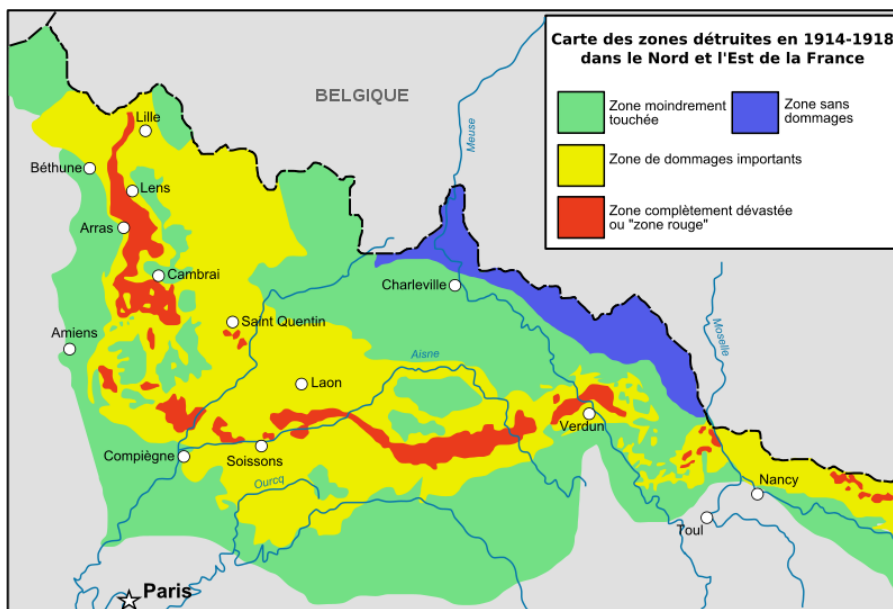 Carte des zones détruites en 1914-1918
dans le Nord et l'Est de la France
Zone moindrement
touchée
Zone sans
dommages
Zone de dommages importants
Zone complètement dévastée
ou "zone rouge"
BELGIQUE
Meuse
Lille
Béthune
Lens
Arras
Cambrai
Charleville
Saint Quentin
Moselle
Amiens
Aisne
Laon
Verdun
Compiègne
Soissons
Ourcq
Nancy
Toul
Paris